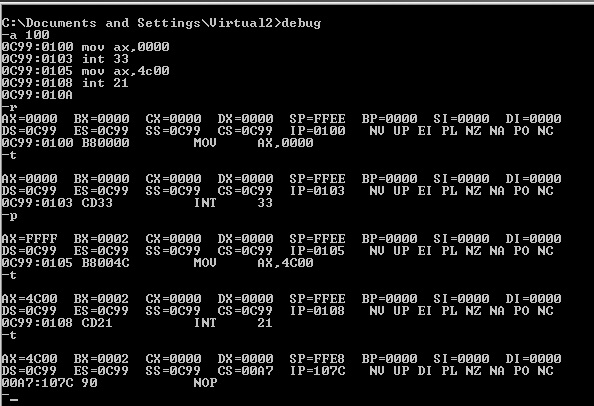 C:\Documents and Settings\Virtual2>debug
-a 100
0C99:0100 mov ax,0000
0C99:0103 int 33
0C99:0105 mov ax,4c00
0C99:0108 int 21
0C99:010A
-r
AX=0000  BX=0000  CX=0000  DX=0000  SP=FFEE  BP=0000  SI=0000  DI=0000
DS=0C99  ES=0C99  SS=0C99  CS=0C99  IP=0100   NV UP EI PL NZ NA PO NC
0C99:0100 B80000        MOV     AX,0000
-t
AX=0000  BX=0000  CX=0000  DX=0000  SP=FFEE  BP=0000  SI=0000  DI=0000
DS=0C99  ES=0C99  SS=0C99  CS=0C99  IP=0103   NV UP EI PL NZ NA PO NC
0C99:0103 CD33          INT     33
-p
AX=FFFF  BX=0002  CX=0000  DX=0000  SP=FFEE  BP=0000  SI=0000  DI=0000
DS=0C99  ES=0C99  SS=0C99  CS=0C99  IP=0105   NV UP EI PL NZ NA PO NC
0C99:0105 B8004C        MOV     AX,4C00
-t
AX=4C00  BX=0002  CX=0000  DX=0000  SP=FFEE  BP=0000  SI=0000  DI=0000
DS=0C99  ES=0C99  SS=0C99  CS=0C99  IP=0108   NV UP EI PL NZ NA PO NC
0C99:0108 CD21          INT     21
-t
AX=4C00  BX=0002  CX=0000  DX=0000  SP=FFE8  BP=0000  SI=0000  DI=0000
DS=0C99  ES=0C99  SS=0C99  CS=00A7  IP=107C   NV UP DI PL NZ NA PO NC
00A7:107C 90            NOP
-_